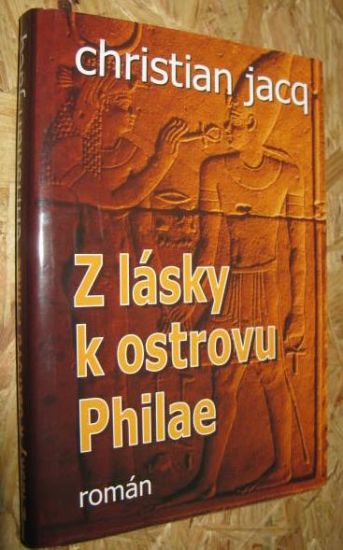 christian jacq
Z lásky
k ostrovu
Philae
román